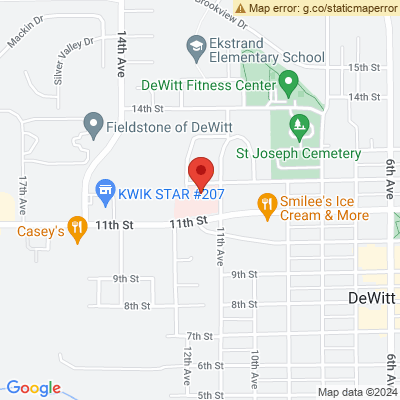 Map error: g.co/staticmaperror
Brookview Dr
Mackin Dr
14th Ave
Silver Valley Dr
Ekstrand
Elementary School
15th St
DeWitt Fitness Center
14th St
Fieldstone of DeWitt
St Joseph Cemetery
17th Ave
6th Ave
KWIK STAR #207
Smilee's Ice
Cream & More
Casey's
11th St
11th St
11th Ave
9th St
9th St
8th St
8th St
DeWitt
7th St
12th Ave
10th Ave
6th St
6th Ave
5th St
Google
Map data ©2024